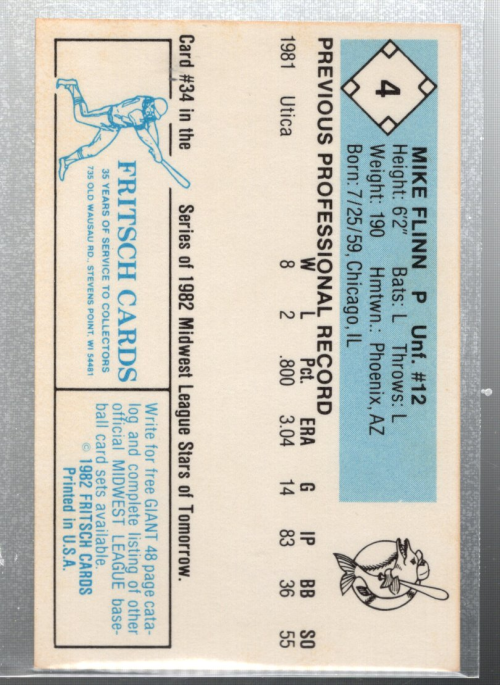 4
MIKE FLINN P Unf. #12
Height: 6'2" Bats: L Throws: L
Weight: 190 Hmtwn.: Phoenix, AZ
Born: 7/25/59, Chicago, IL
PREVIOUS PROFESSIONAL RECORD
W L Pct. ERA G IP BB SO
1981 Utica 8 2 .800 3.04 14 83 36 55
Card #34 in the Series of 1982 Midwest League Stars of Tomorrow.
FRITSCH CARDS
35 YEARS OF SERVICE TO COLLECTORS
735 OLD WAUSAU RD., STEVENS POINT, WI 54481
Write for free GIANT 48 page cata-
log and complete listing of other
official MIDWEST LEAGUE base-
ball card sets available.
© 1982 FRITSCH CARDS
Printed in U.S.A.